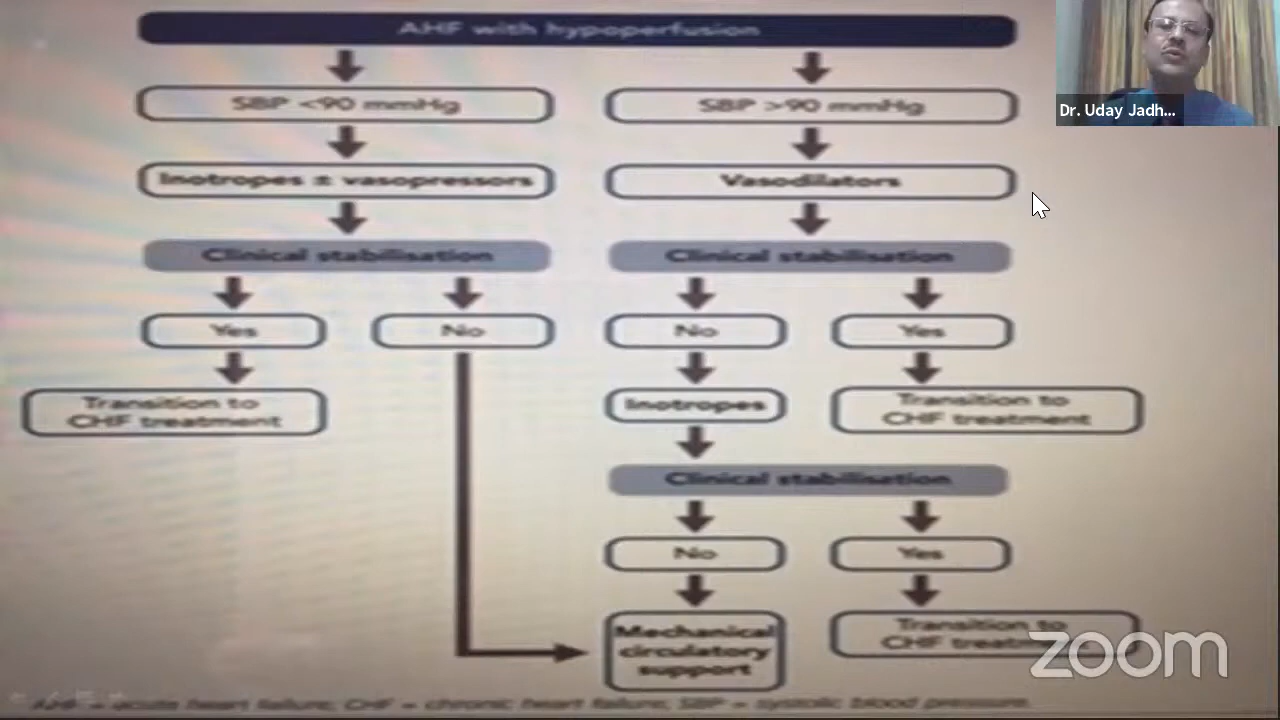 AHF with hypoperfusion
SBP <90 mmHg
SBP >90 mmHg
Inotropes ± vasopressors
Vasodilators
Clinical stabilisation
Clinical stabilisation
Yes
No
No
Yes
Transition to
CHF treatment
Inotropes
Transition to
CHF treatment
Clinical stabilisation
No
Yes
Mechanical
circulatory
support
Transition to
CHF treatment
AHF = acute heart failure; CHF = chronic heart failure; SBP = systolic blood pressure.
Dr. Uday Jadh...
zoom